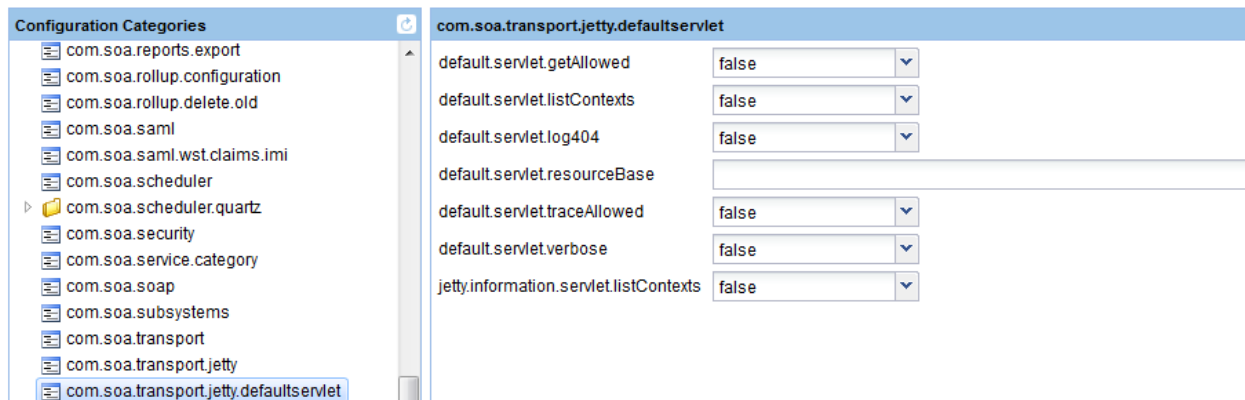 Configuration Categories
com.soa.reports.export
com.soa.rollup.configuration
com.soa.rollup.delete.old
com.soa.saml
com.soa.saml.wst.claims.imi
com.soa.scheduler
com.soa.scheduler.quartz
com.soa.security
com.soa.service.category
com.soa.soap
com.soa.subsystems
com.soa.transport
com.soa.transport.jetty
com.soa.transport.jetty.defaultservlet
com.soa.transport.jetty.defaultservlet
default.servlet.getAllowed false
default.servlet.listContexts false
default.servlet.log404 false
default.servlet.resourceBase
default.servlet.traceAllowed false
default.servlet.verbose false
jetty.information.servlet.listContexts false